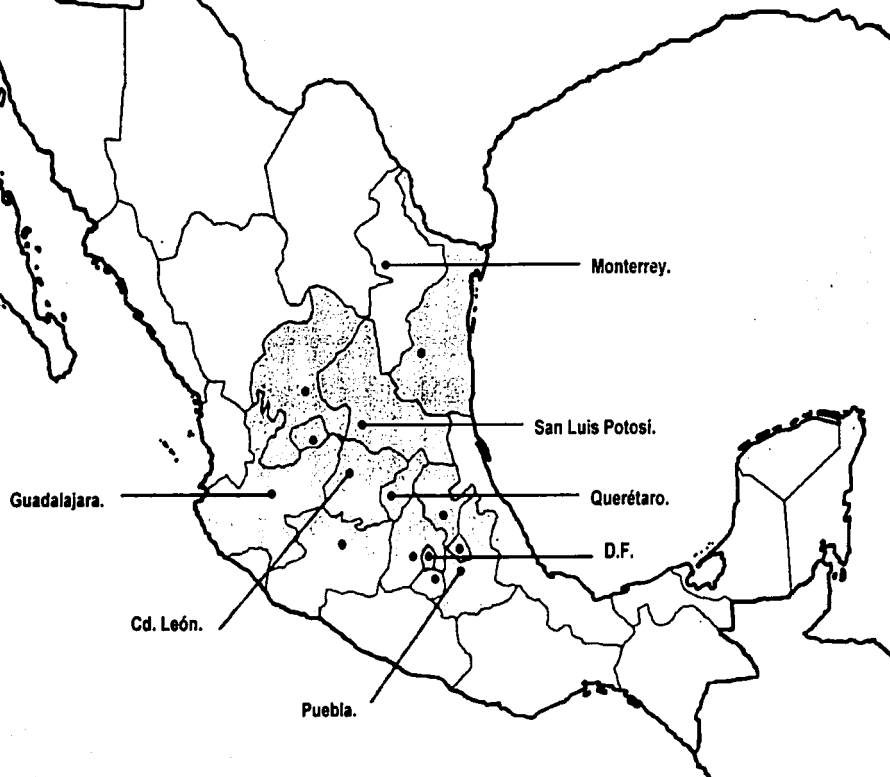 Monterrey.
San Luis Potosí.
Guadalajara.
Querétaro.
D.F.
Cd. León.
Puebla.